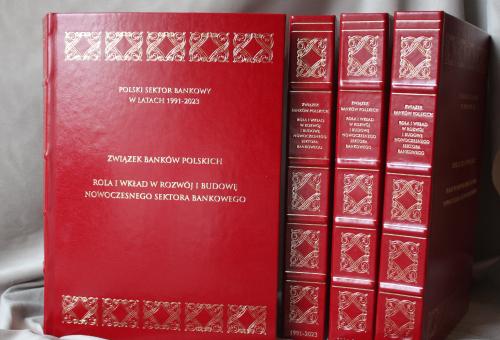 POLSKI SEKTOR BANKOWY
W LATACH 1991-2023
ZWIĄZEK BANKÓW POLSKICH
ROLA I WKŁAD W ROZWÓJ I BUDOWĘ
NOWOCZESNEGO SEKTORA BANKOWEGO
ZWIĄZEK
BANKÓW POLSKICH
ROLA I WKŁAD
W ROZWÓJ
I BUDOWĘ
NOWOCZESNEGO
SEKTORA
BANKOWEGO
1991-2023
ZWIĄZEK
BANKÓW POLSKICH
ROLA I WKŁAD
W ROZWÓJ
I BUDOWĘ
NOWOCZESNEGO
SEKTORA
BANKOWEGO
ZWIĄZEK
BANKÓW POLSKICH
ROLA I WKŁAD
W ROZWÓJ
I BUDOWĘ
NOWOCZESNEGO
SEKTORA
BANKOWEGO